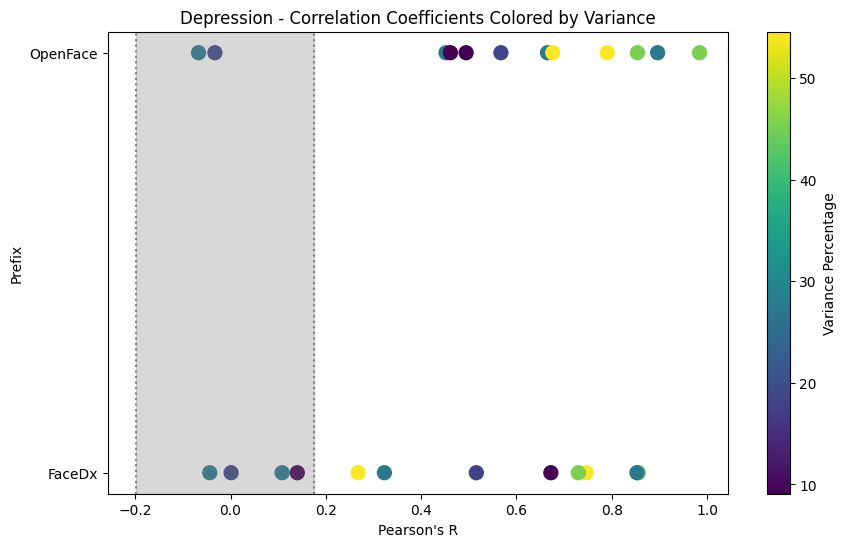 Depression - Correlation Coefficients Colored by Variance
OpenFace
FaceDx
Prefix
−0.2
0.0
0.2
0.4
0.6
0.8
1.0
Pearson's R
50
40
30
20
10
Variance Percentage